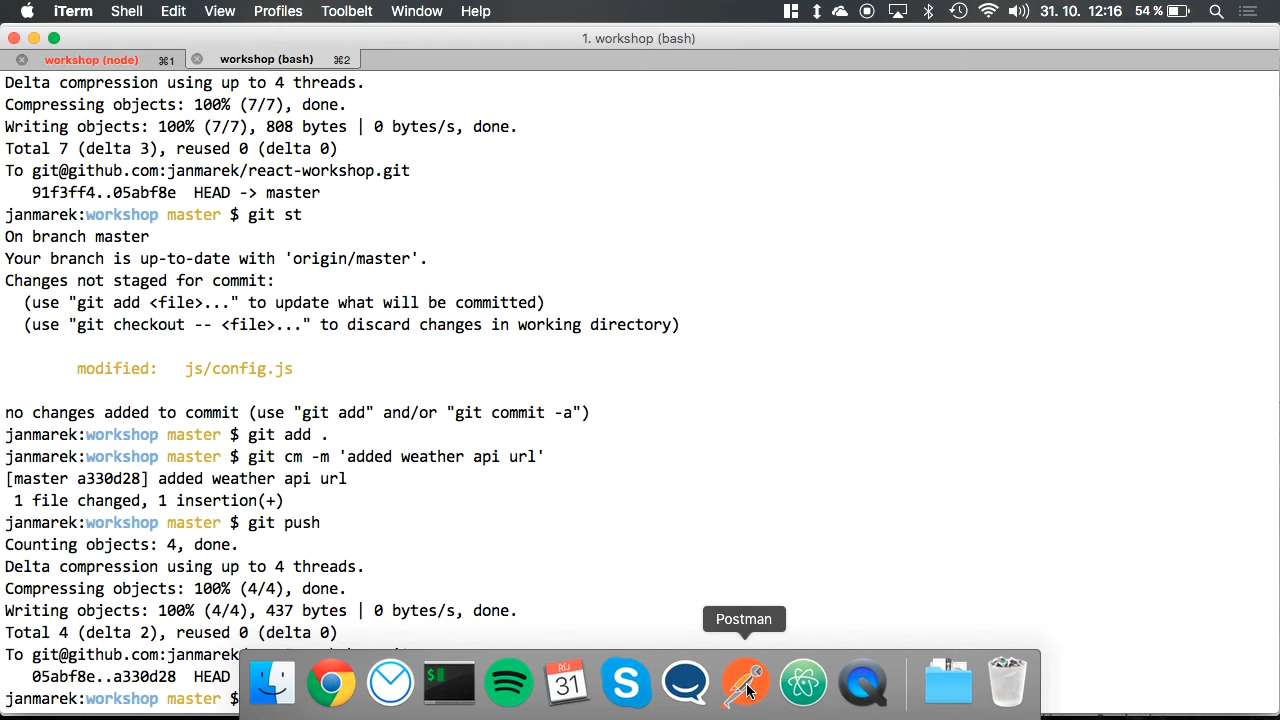 iTerm Shell Edit View Profiles Toolbelt Window Help 31. 10. 12:16 54 %
1. workshop (bash)
workshop (node) ⌘1 workshop (bash) ⌘2
Delta compression using up to 4 threads.
Compressing objects: 100% (7/7), done.
Writing objects: 100% (7/7), 808 bytes | 0 bytes/s, done.
Total 7 (delta 3), reused 0 (delta 0)
To git@github.com:janmarek/react-workshop.git
91f3ff4..05abf8e HEAD -> master
janmarek:workshop master $ git st
On branch master
Your branch is up-to-date with 'origin/master'.
Changes not staged for commit:
(use "git add <file>..." to update what will be committed)
(use "git checkout -- <file>..." to discard changes in working directory)
modified: js/config.js
no changes added to commit (use "git add" and/or "git commit -a")
janmarek:workshop master $ git add .
janmarek:workshop master $ git cm -m 'added weather api url'
[master a330d28] added weather api url
1 file changed, 1 insertion(+)
janmarek:workshop master $ git push
Counting objects: 4, done.
Delta compression using up to 4 threads.
Compressing objects: 100% (4/4), done.
Writing objects: 100% (4/4), 437 bytes | 0 bytes/s, done.
Postman
Total 4 (delta 2), reused 0 (delta 0)
To git@github.com:janmarek
05abf8e..a330d28 HEAD
janmarek:workshop master $
$
ŘÍJ
31
S